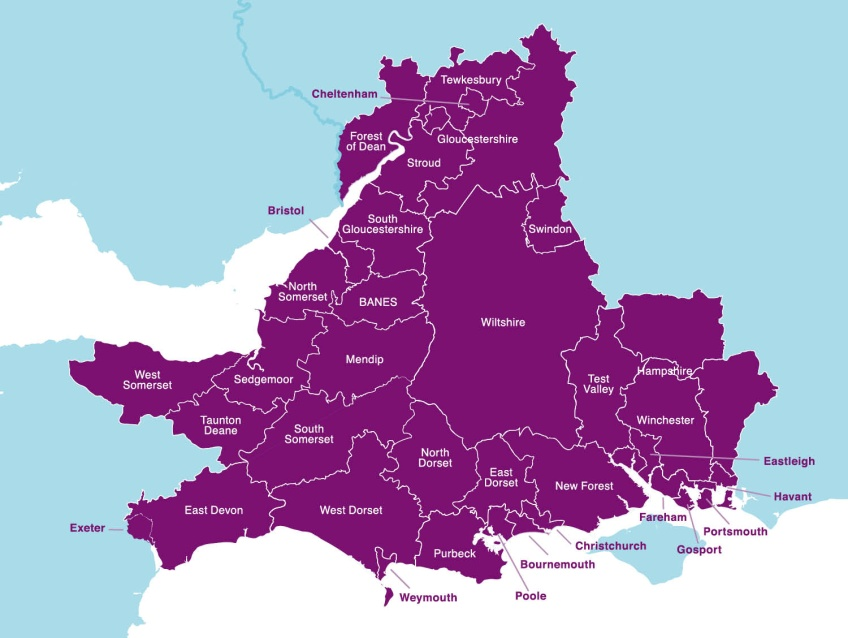 Tewkesbury
Cheltenham
Forest
of Dean
Gloucestershire
Stroud
Bristol
South
Gloucestershire
Swindon
North
Somerset
BANES
Wiltshire
Mendip
West
Somerset
Sedgemoor
Hampshire
Test
Valley
Taunton
Deane
South
Somerset
Winchester
North
Dorset
Eastleigh
East
Dorset
New Forest
Havant
East Devon
West Dorset
Fareham
Exeter
Portsmouth
Christchurch
Gosport
Purbeck
Bournemouth
Weymouth
Poole